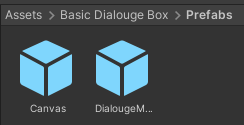 Assets > Basic Dialouge Box > Prefabs
Canvas
DialougeM...